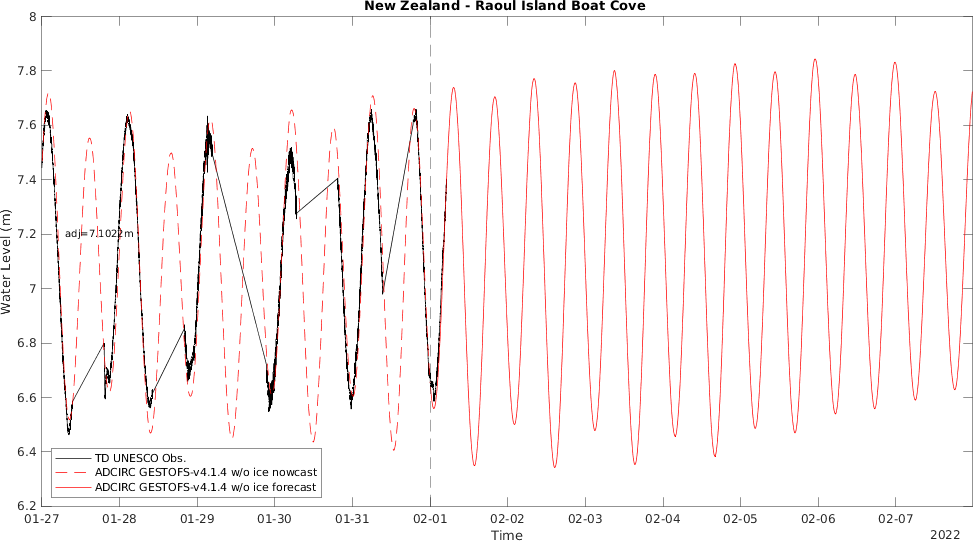 New Zealand - Raoul Island Boat Cove
Water Level (m)
8
7.8
7.6
7.4
7.2
7
6.8
6.6
6.4
6.2
adj=7.1022m
TD UNESCO Obs.
ADCIRC GESTOFS-v4.1.4 w/o ice nowcast
ADCIRC GESTOFS-v4.1.4 w/o ice forecast
01-27 01-28 01-29 01-30 01-31 02-01 02-02 02-03 02-04 02-05 02-06 02-07
Time
2022